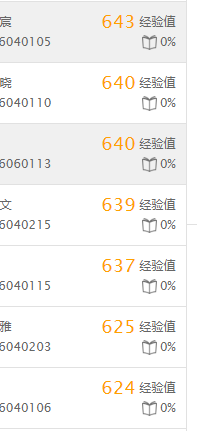 宸 643 经验值
6040105 0%
晓 640 经验值
6040110 0%
640 经验值
6060113 0%
文 639 经验值
6040215 0%
637 经验值
6040115 0%
雅 625 经验值
6040203 0%
624 经验值
6040106 0%